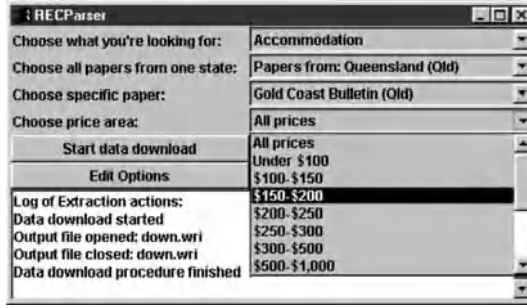 RECParser
Choose what you're looking for: Accommodation
Choose all papers from one state: Papers from: Queensland (Qld)
Choose specific paper: Gold Coast Bulletin (Qld)
Choose price area: All prices
Start data download
Edit Options
All prices
Under $100
$100-$150
$150-$200
$200-$250
$250-$300
$300-$500
$500-$1,000
Log of Extraction actions:
Data download started
Output file opened: down.wri
Output file closed: down.wri
Data download procedure finished